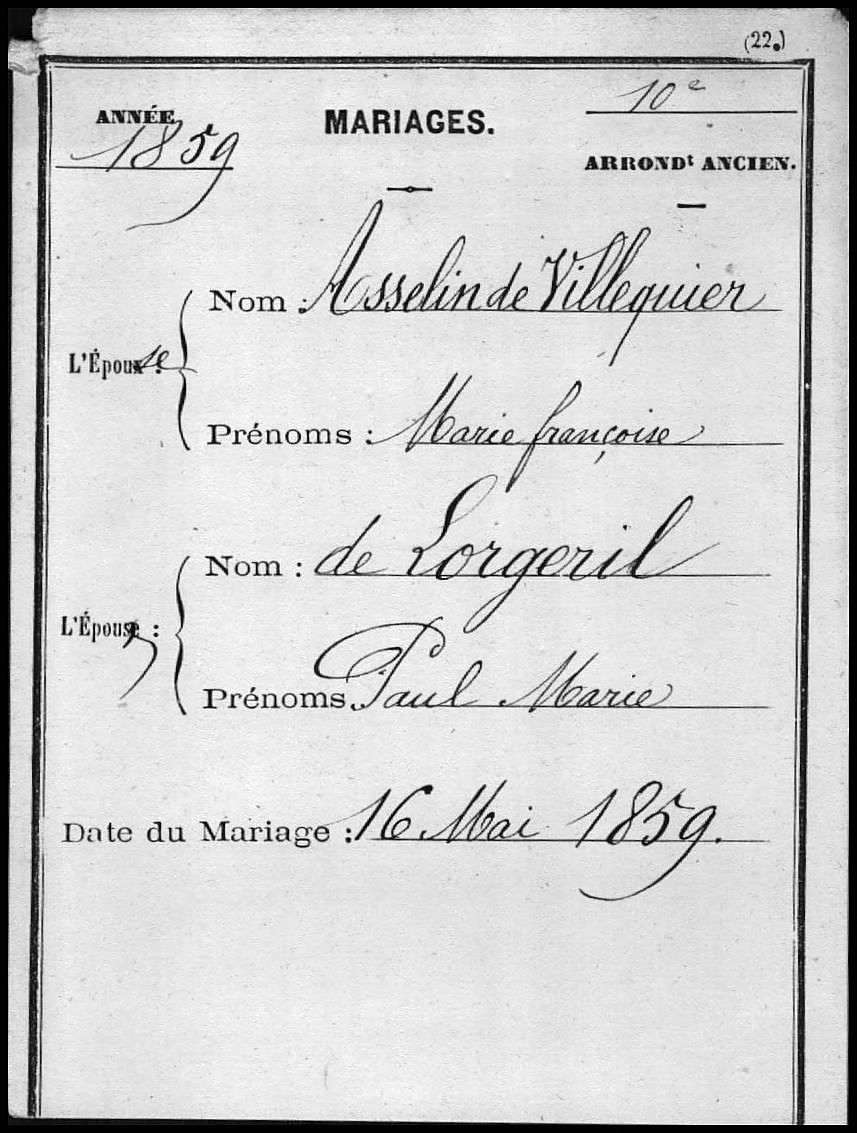 (22.)
ANNÉE
1859
MARIAGES.
10e
ARRONDt ANCIEN.
Nom : Asselin de Villequier
L'Épouse :
Prénoms : Marie françoise
Nom : de Lorgeril
L'Époux :
Prénoms Paul Marie
Date du Mariage : 16 Mai 1859.